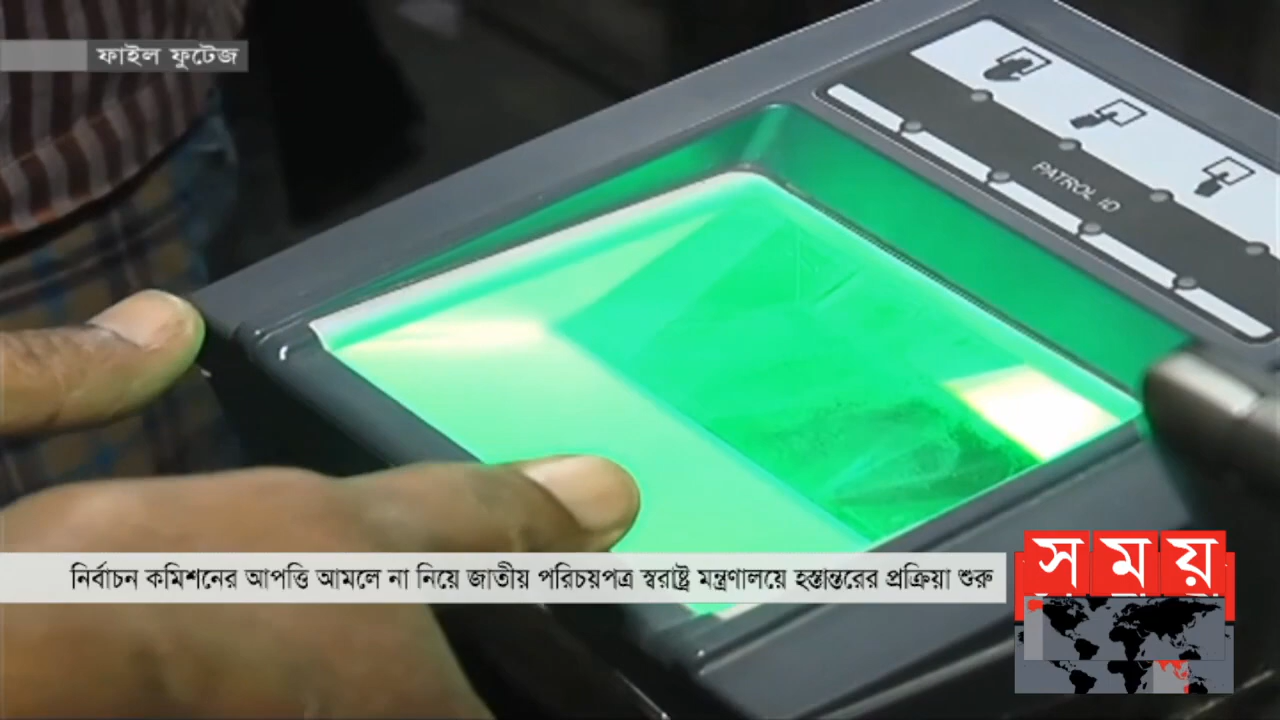 ফাইল ফুটেজ
PATROL ID
নির্বাচন কমিশনের আপত্তি আমলে না নিয়ে জাতীয় পরিচয়পত্র স্বরাষ্ট্র মন্ত্রণালয়ে হস্তান্তরের প্রক্রিয়া শুরু
সময়